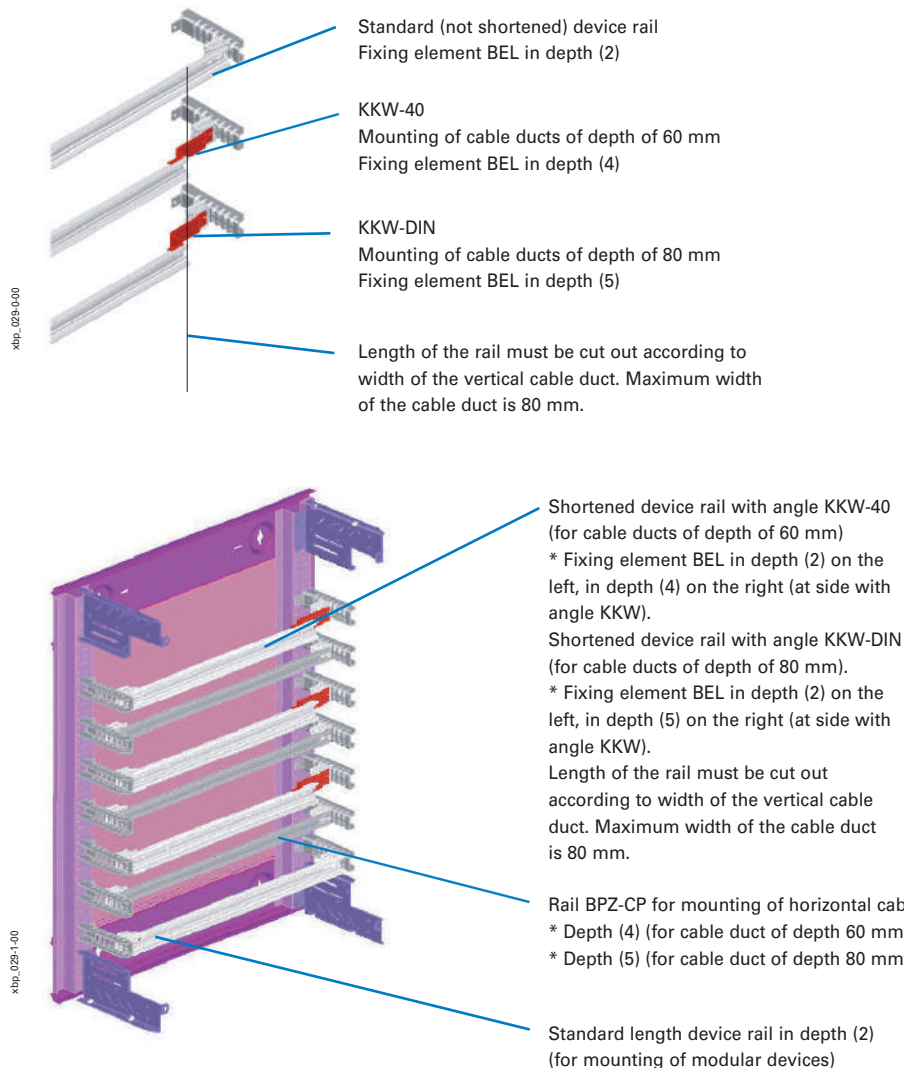 Standard (not shortened) device rail
Fixing element BEL in depth (2)
KKW-40
Mounting of cable ducts of depth of 60 mm
Fixing element BEL in depth (4)
KKW-DIN
Mounting of cable ducts of depth of 80 mm
Fixing element BEL in depth (5)
xbp_029-0-00
Length of the rail must be cut out according to
width of the vertical cable duct. Maximum width
of the cable duct is 80 mm.
Shortened device rail with angle KKW-40
(for cable ducts of depth of 60 mm)
* Fixing element BEL in depth (2) on the
left, in depth (4) on the right (at side with
angle KKW).
Shortened device rail with angle KKW-DIN
(for cable ducts of depth of 80 mm).
* Fixing element BEL in depth (2) on the
left, in depth (5) on the right (at side with
angle KKW).
Length of the rail must be cut out
according to width of the vertical cable
duct. Maximum width of the cable duct
is 80 mm.
Rail BPZ-CP for mounting of horizontal cab
* Depth (4) (for cable duct of depth 60 mm
* Depth (5) (for cable duct of depth 80 mm
xbp_029-1-00
Standard length device rail in depth (2)
(for mounting of modular devices)